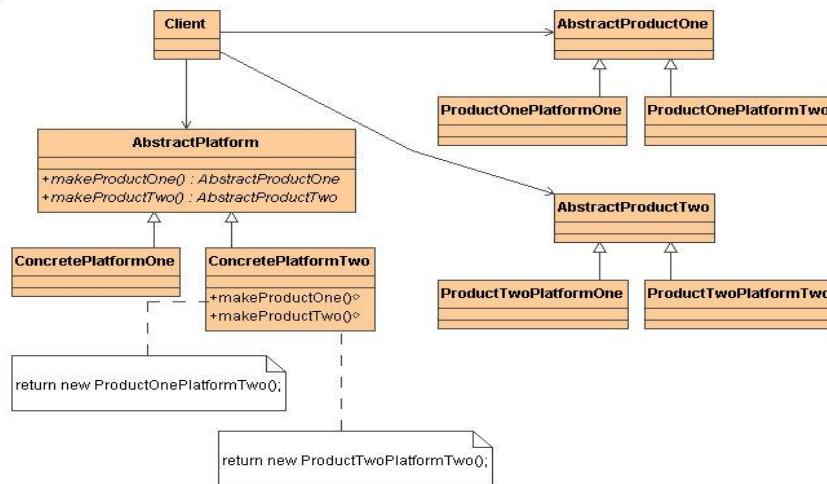 Client
AbstractProductOne
ProductOnePlatformOne
ProductOnePlatformTwo
AbstractPlatform
+makeProductOne() : AbstractProductOne
+makeProductTwo() : AbstractProductTwo
AbstractProductTwo
ConcretePlatformOne
ConcretePlatformTwo
+makeProductOne()
+makeProductTwo()
ProductTwoPlatformOne
ProductTwoPlatformTwo
return new ProductOnePlatformTwo();
return new ProductTwoPlatformTwo();